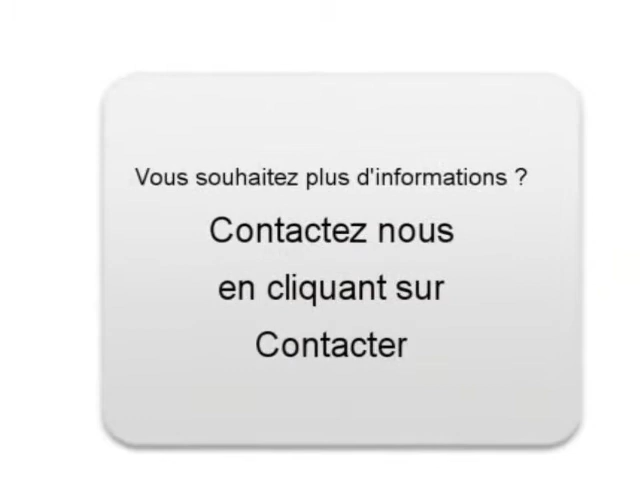 Vous souhaitez plus d'informations ?
Contactez nous
en cliquant sur
Contacter